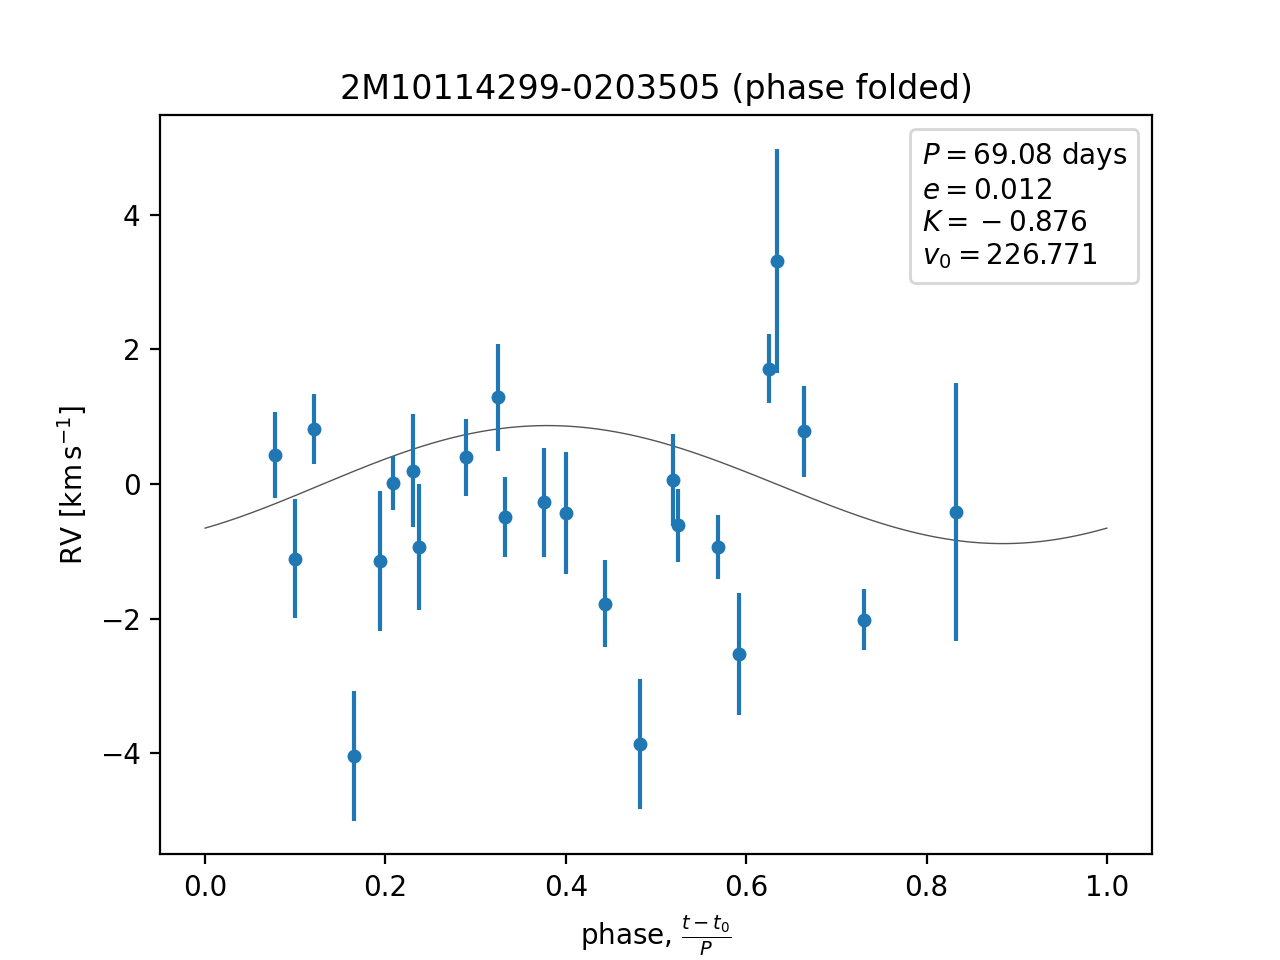 2M10114299-0203505 (phase folded)
P = 69.08 days
e = 0.012
K = −0.876
v₀ = 226.771
RV [km s⁻¹]
4
2
0
−2
−4
0.0 0.2 0.4 0.6 0.8 1.0
phase, (t − t₀)/P